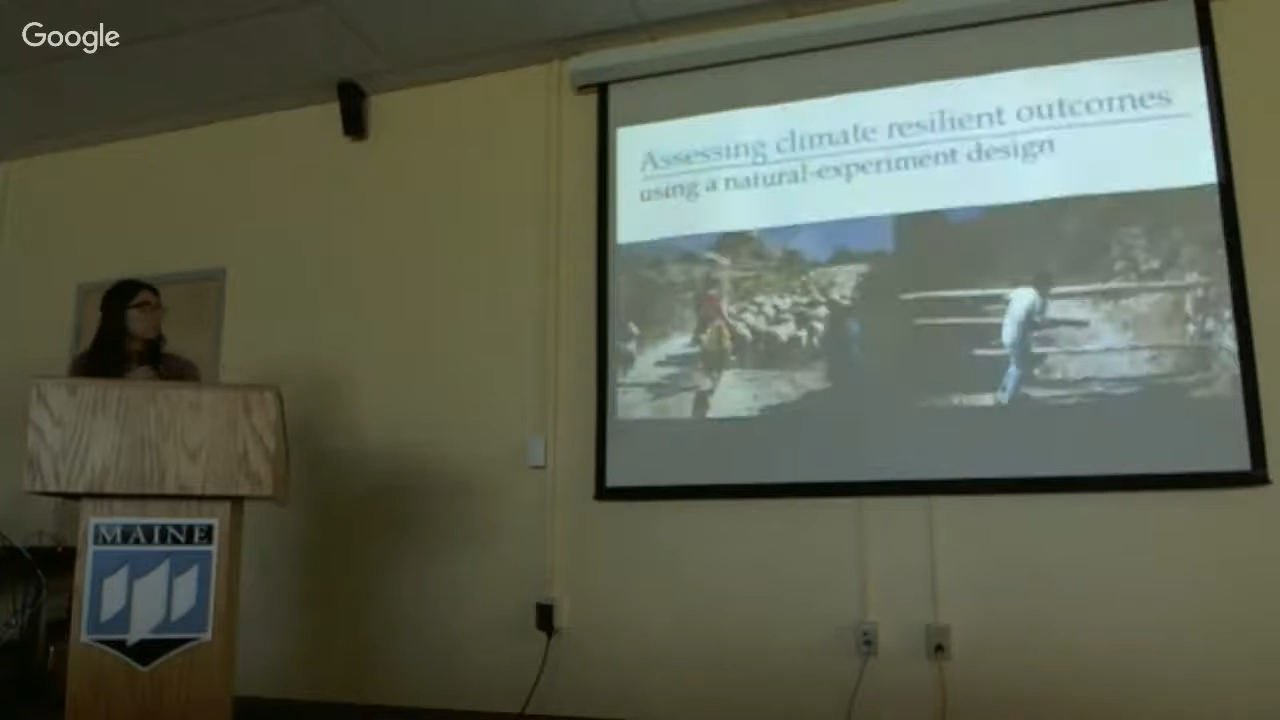 Google
Assessing climate resilient outcomes
using a natural-experiment design
MAINE